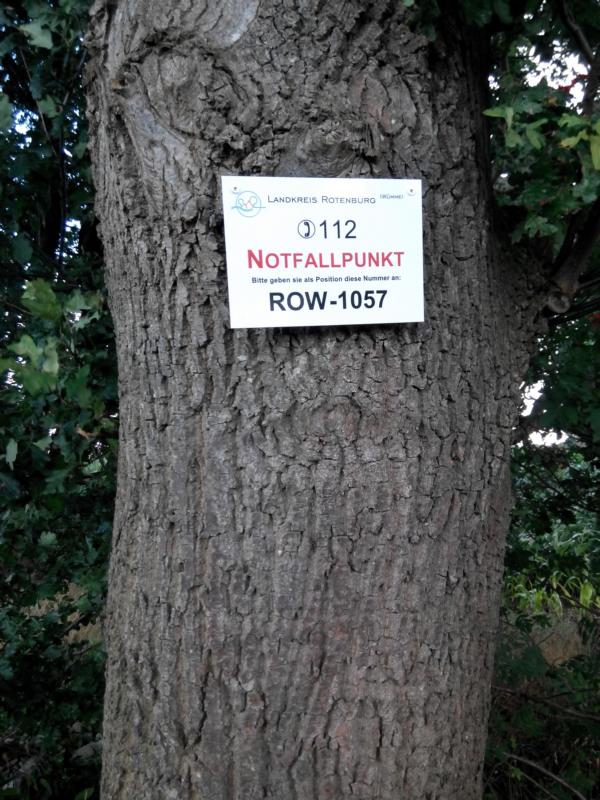 LANDKREIS ROTENBURG (WÜMME)
112
NOTFALLPUNKT
Bitte geben sie als Position diese Nummer an:
ROW-1057